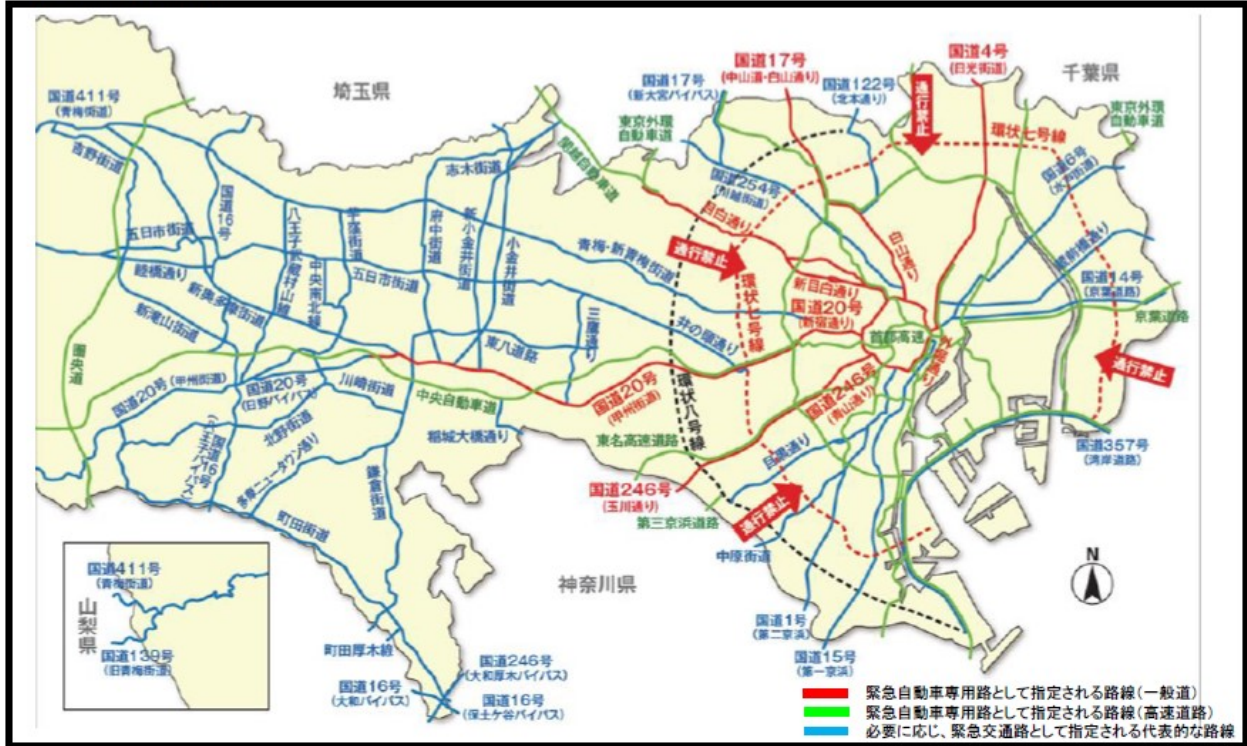 国道411号
(青梅街道)
吉野街道
五日市街道
睦橋通り
新滝山街道
圏央道
国道20号(甲州街道)
国道16号
新奥多摩街道
八王子武蔵村山線
中央南北線
芋窪街道
五日市街道
国道20号
(日野バイパス)
川崎街道
北野街道
国道16号
(八王子バイパス)
多摩ニュータウン通り
町田街道
鎌倉街道
埼玉県
志木街道
府中街道
新小金井街道
小金井街道
青梅・新青梅街道
東八道路
三鷹通り
井の頭通り
中央自動車道
稲城大橋通り
国道20号
(甲州街道)
関越自動車道
東京外環
自動車道
国道17号
(新大宮バイパス)
国道17号
(中山道・白山通り)
国道122号
(北本通り)
国道4号
(日光街道)
千葉県
東京外環
自動車道
通行禁止
環状七号線
国道6号
(水戸街道)
国道254号
(川越街道)
目白通り
通行禁止
環状七号線
新目白通り
国道20号
(新宿通り)
白山通り
蔵前橋通り
国道14号
(京葉道路)
京葉道路
首都高速
外堀通り
通行禁止
国道246号
(青山通り)
環状八号線
東名高速道路
目黒通り
国道357号
(湾岸道路)
国道246号
(玉川通り)
第三京浜道路
通行禁止
中原街道
国道1号
(第二京浜)
国道15号
(第一京浜)
神奈川県
N
国道411号
(青梅街道)
山梨県
国道139号
(旧青梅街道)
町田厚木線
国道16号
(大和バイパス)
国道246号
(大和厚木バイパス)
国道16号
(保土ケ谷バイパス)
緊急自動車専用路として指定される路線(一般道)
緊急自動車専用路として指定される路線(高速道路)
必要に応じ、緊急交通路として指定される代表的な路線